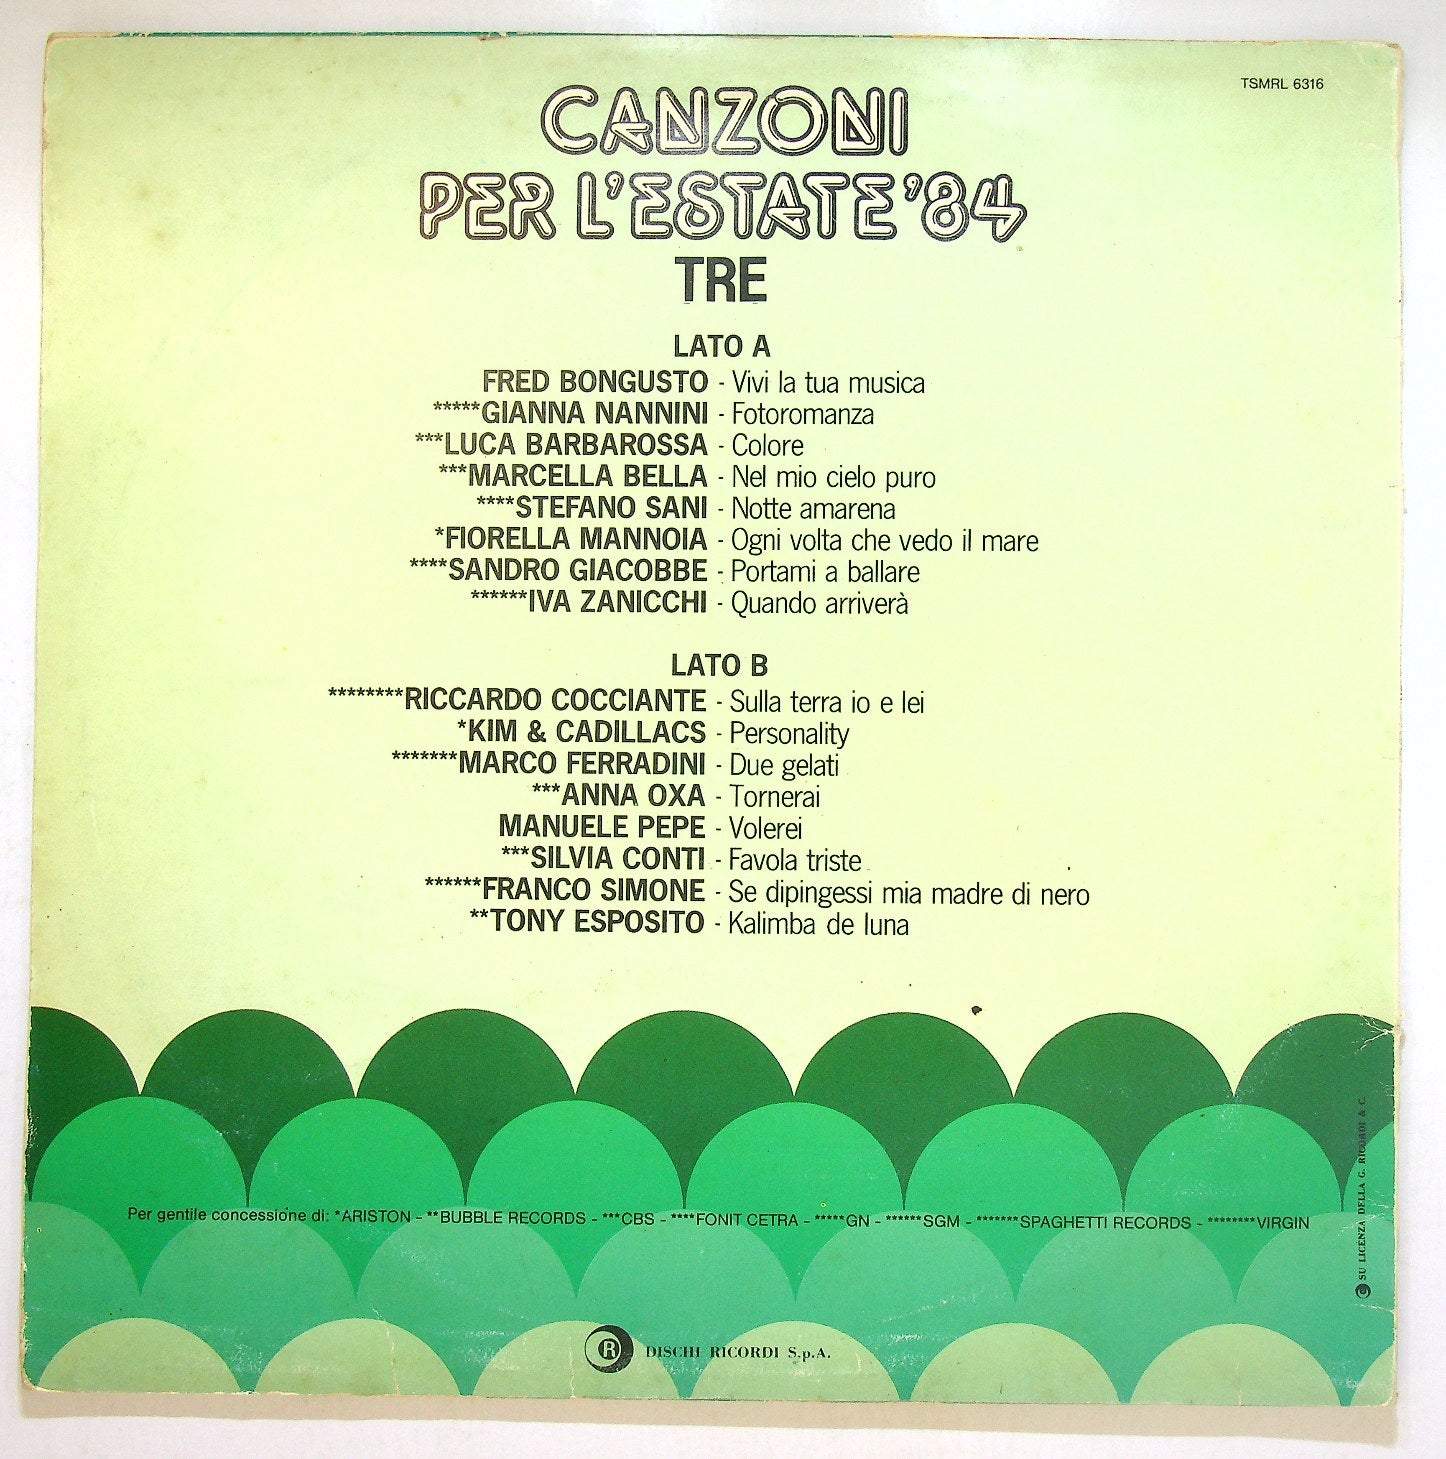 TSMRL 6316
CANZONI
PER L'ESTATE '84
TRE
LATO A
FRED BONGUSTO - Vivi la tua musica
*****GIANNA NANNINI - Fotoromanza
***LUCA BARBAROSSA - Colore
***MARCELLA BELLA - Nel mio cielo puro
****STEFANO SANI - Notte amarena
*FIORELLA MANNOIA - Ogni volta che vedo il mare
****SANDRO GIACOBBE - Portami a ballare
******IVA ZANICCHI - Quando arriverà
LATO B
********RICCARDO COCCIANTE - Sulla terra io e lei
*KIM & CADILLACS - Personality
*******MARCO FERRADINI - Due gelati
***ANNA OXA - Tornerai
MANUELE PEPE - Volerei
***SILVIA CONTI - Favola triste
******FRANCO SIMONE - Se dipingessi mia madre di nero
**TONY ESPOSITO - Kalimba de luna
Per gentile concessione di: *ARISTON - **BUBBLE RECORDS - ***CBS - ****FONIT CETRA - *****GN - ******SGM - *******SPAGHETTI RECORDS - ********VIRGIN
SU LICENZA DELLA G. RICORDI & C.
R DISCHI RICORDI S.p.A.